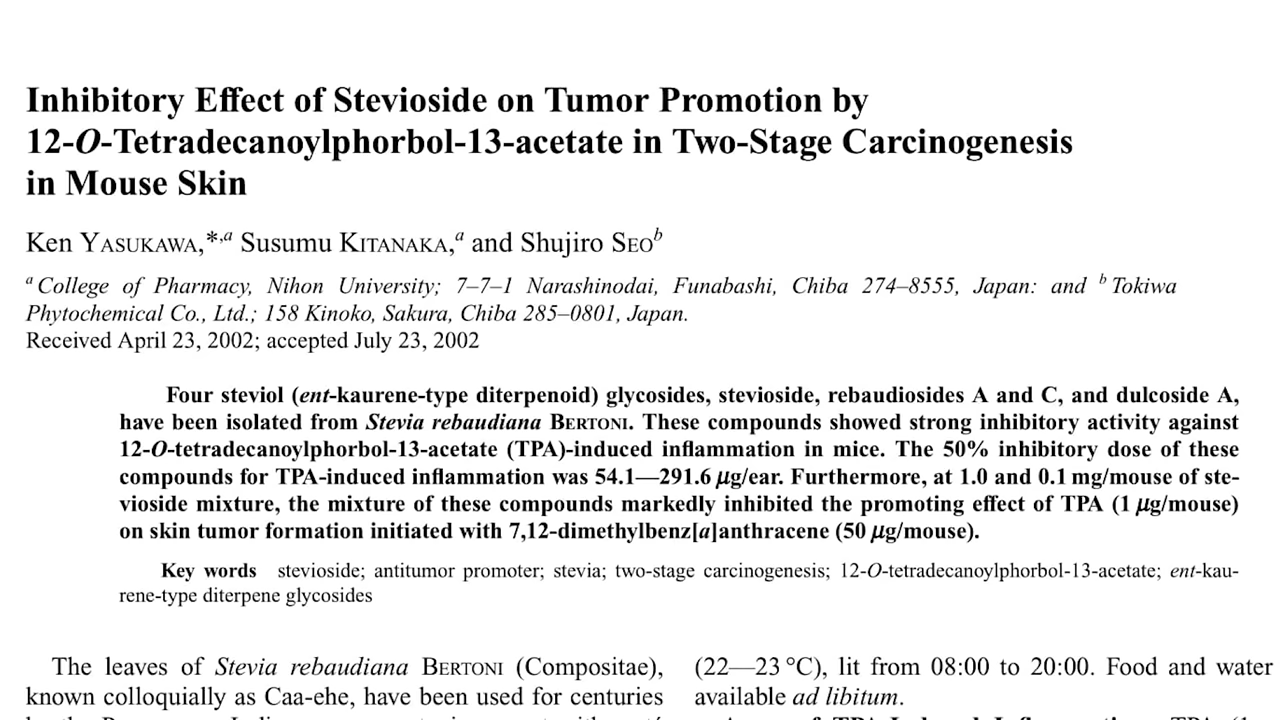 Inhibitory Effect of Stevioside on Tumor Promotion by
12-O-Tetradecanoylphorbol-13-acetate in Two-Stage Carcinogenesis
in Mouse Skin
Ken YASUKAWA,*,a Susumu KITANAKA,a and Shujiro SEOb
a College of Pharmacy, Nihon University; 7–7–1 Narashinodai, Funabashi, Chiba 274–8555, Japan: and b Tokiwa
Phytochemical Co., Ltd.; 158 Kinoko, Sakura, Chiba 285–0801, Japan.
Received April 23, 2002; accepted July 23, 2002
Four steviol (ent-kaurene-type diterpenoid) glycosides, stevioside, rebaudiosides A and C, and dulcoside A,
have been isolated from Stevia rebaudiana BERTONI. These compounds showed strong inhibitory activity against
12-O-tetradecanoylphorbol-13-acetate (TPA)-induced inflammation in mice. The 50% inhibitory dose of these
compounds for TPA-induced inflammation was 54.1—291.6 μg/ear. Furthermore, at 1.0 and 0.1 mg/mouse of ste-
vioside mixture, the mixture of these compounds markedly inhibited the promoting effect of TPA (1 μg/mouse)
on skin tumor formation initiated with 7,12-dimethylbenz[a]anthracene (50 μg/mouse).
Key words stevioside; antitumor promoter; stevia; two-stage carcinogenesis; 12-O-tetradecanoylphorbol-13-acetate; ent-kau-
rene-type diterpene glycosides
The leaves of Stevia rebaudiana BERTONI (Compositae),
known colloquially as Caa-ehe, have been used for centuries
(22—23 °C), lit from 08:00 to 20:00. Food and water
available ad libitum.